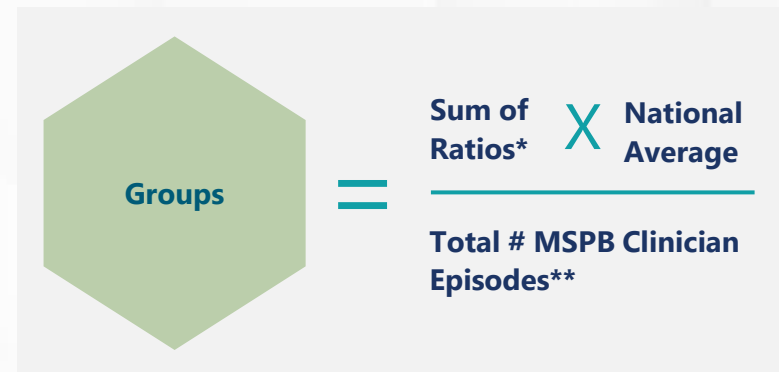 Groups
=
Sum of
Ratios*
X
National
Average
Total # MSPB Clinician
Episodes**